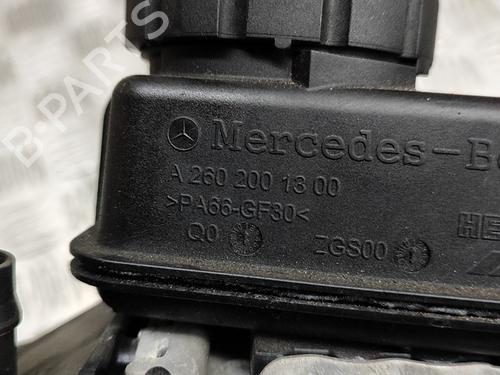 B-PARTS
Mercedes-Be
A 260 200 13 00
>PA66-GF30<
HE
Q0
ZGS00